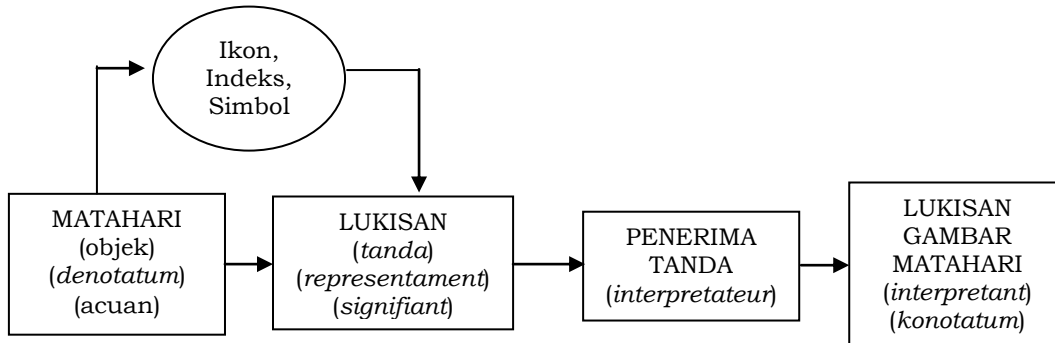 Ikon,
Indeks,
Simbol
MATAHARI
(objek)
(denotatum)
(acuan)
LUKISAN
(tanda)
(representament)
(signifiant)
PENERIMA
TANDA
(interpretateur)
LUKISAN
GAMBAR
MATAHARI
(interpretant)
(konotatum)